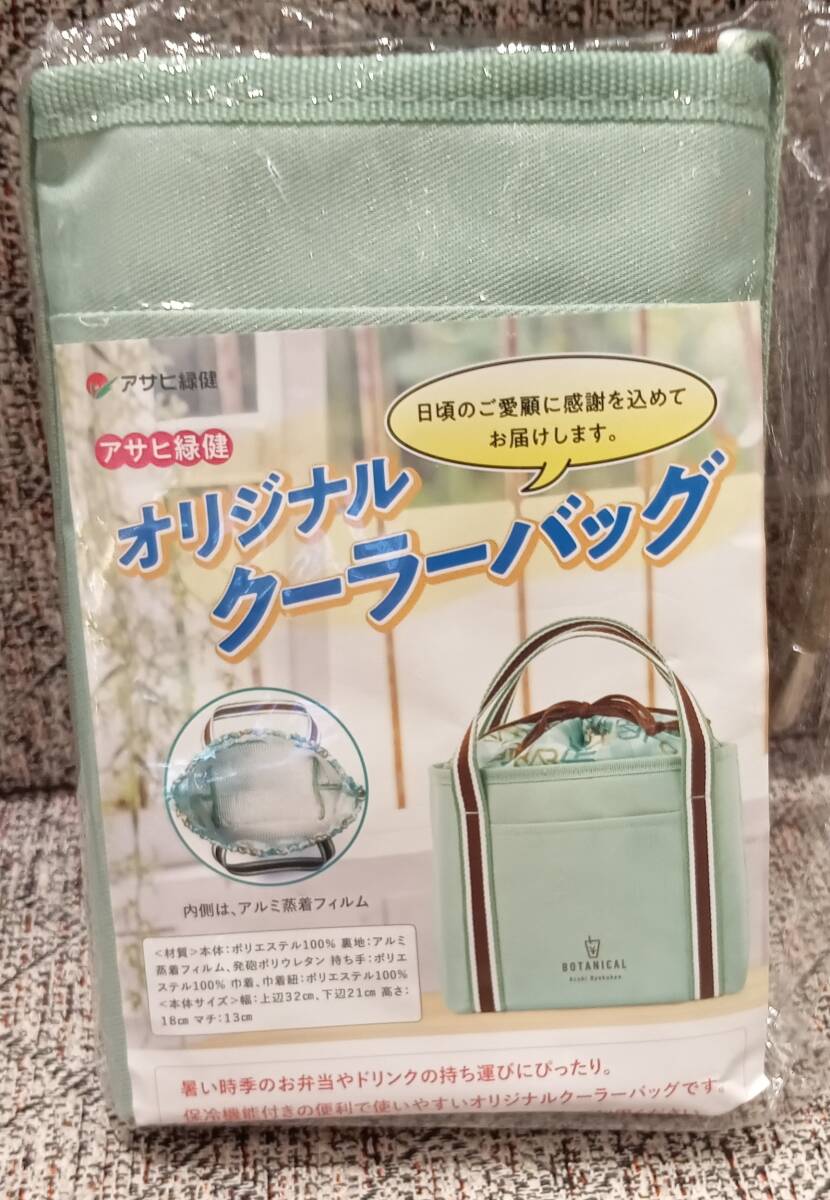 アサヒ緑健
日頃のご愛顧に感謝を込めて
お届けします。
アサヒ緑健
オリジナル
クーラーバッグ
内側は、アルミ蒸着フィルム
<材質>本体:ポリエステル100% 裏地:アルミ
蒸着フィルム、発砲ポリウレタン 持ち手:ポリエ
ステル100% 巾着、巾着紐:ポリエステル100%
<本体サイズ>幅:上辺32㎝、下辺21㎝ 高さ:
18㎝ マチ:13㎝
BOTANICAL
Asahi Ryokuken
暑い時季のお弁当やドリンクの持ち運びにぴったり。
保冷機能付きの便利で使いやすいオリジナルクーラーバッグです。